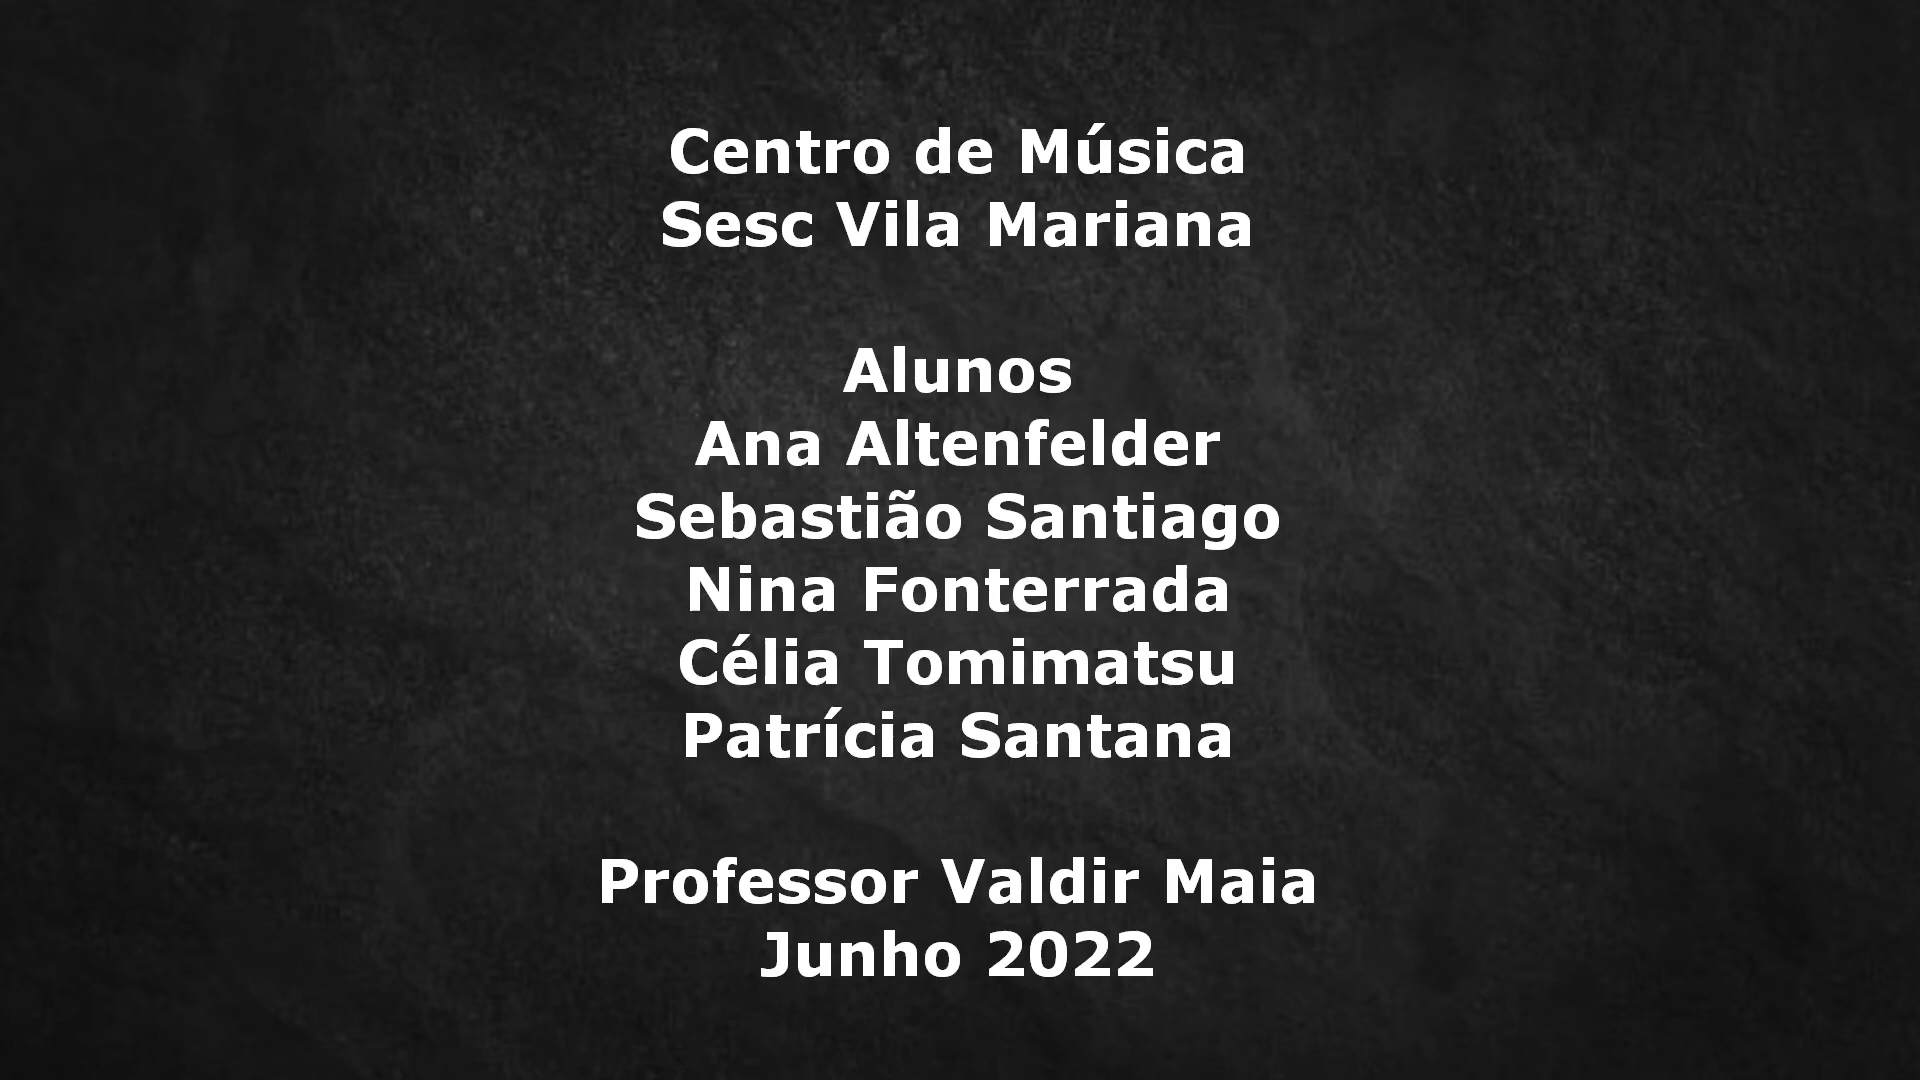 Centro de Música
Sesc Vila Mariana
Alunos
Ana Altenfelder
Sebastião Santiago
Nina Fonterrada
Célia Tomimatsu
Patrícia Santana
Professor Valdir Maia
Junho 2022